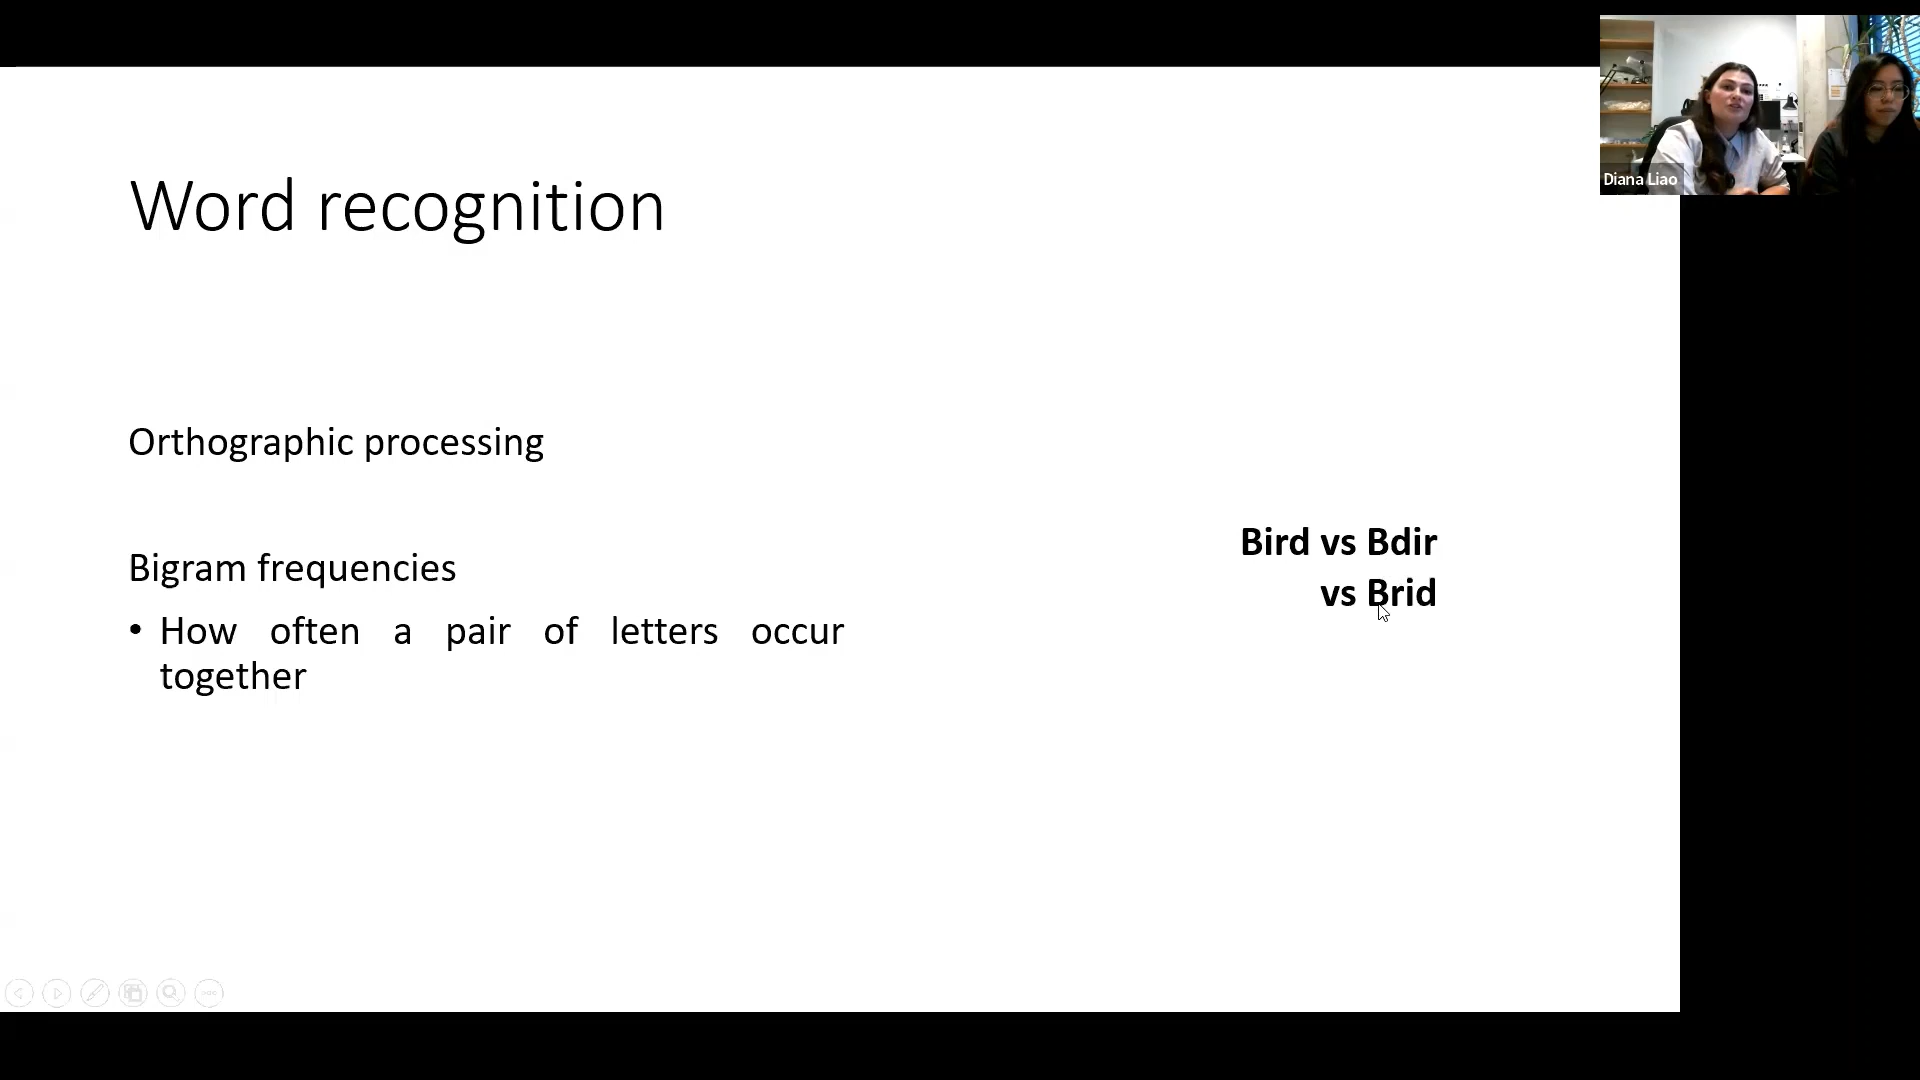 Diana Liao
Word recognition
Orthographic processing
Bird vs Bdir
vs Brid
Bigram frequencies
• How often a pair of letters occur
together